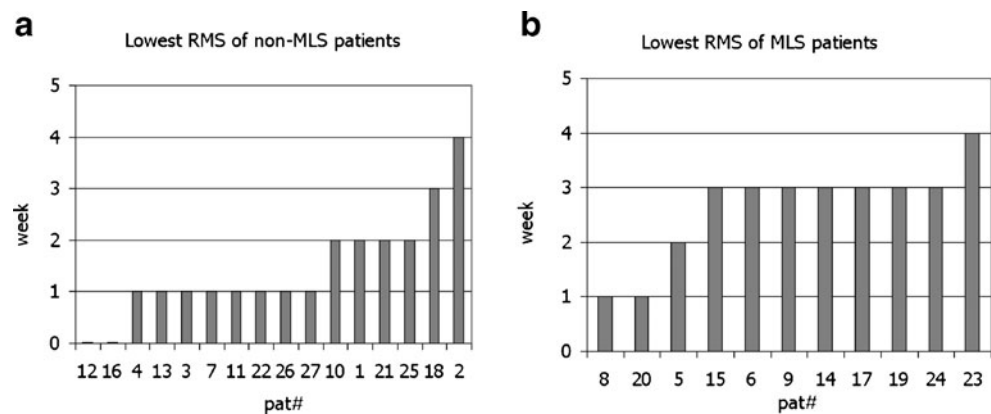 a
Lowest RMS of non-MLS patients
5
4
3
2
1
0
week
12 16 4 13 3 7 11 22 26 27 10 1 21 25 18 2
pat#
b
Lowest RMS of MLS patients
5
4
3
2
1
0
week
8 20 5 15 6 9 14 17 19 24 23
pat#